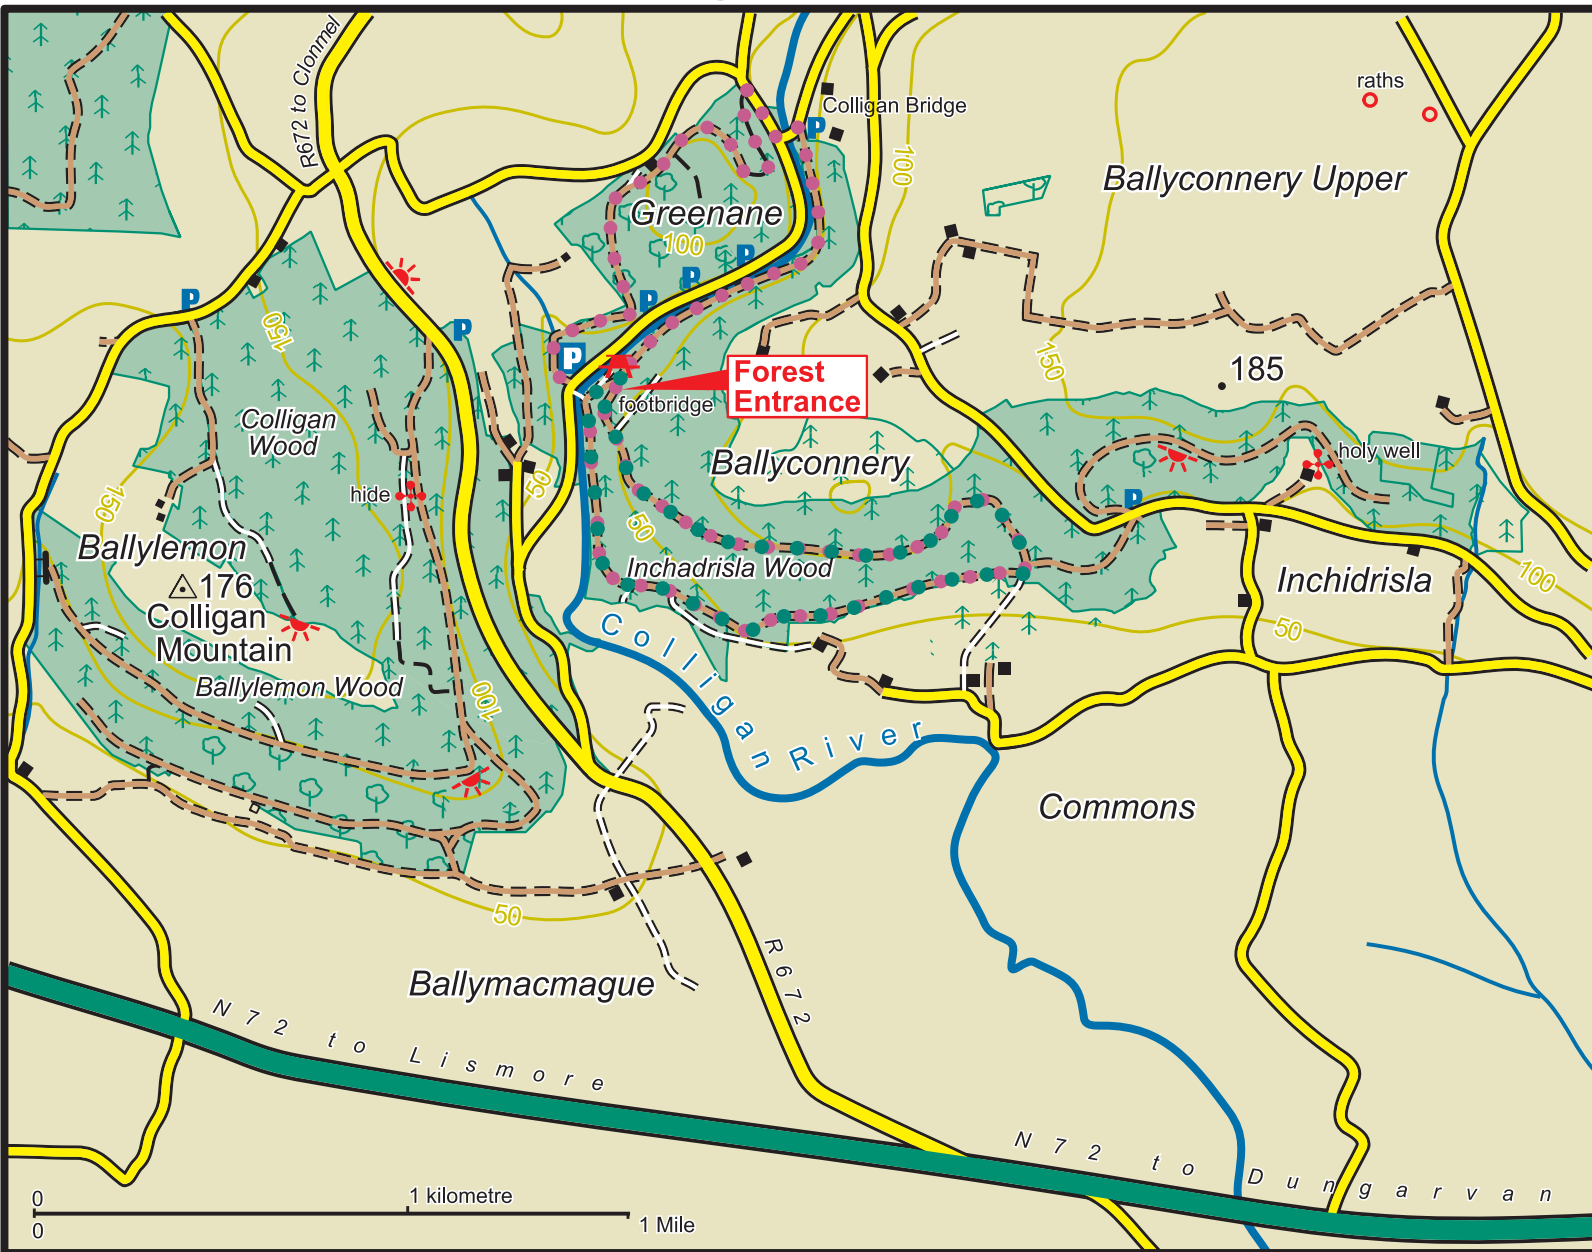 R672 to Clonmel
raths
Colligan Bridge
P
100
Ballyconnery Upper
Greenane
100
P
P
P
P
150
P
P
150
185
Forest
Entrance
footbridge
Colligan
Wood
Ballyconnery
holy well
hide
50
150
P
50
Ballylemon
Inchadrisla Wood
Inchidrisla
100
176
Colligan
Mountain
50
Ballylemon Wood
100
Colligan River
Commons
50
Ballymacmague
R672
N72 to Lismore
N72 to Dungarvan
0
1 kilometre
0
1 Mile